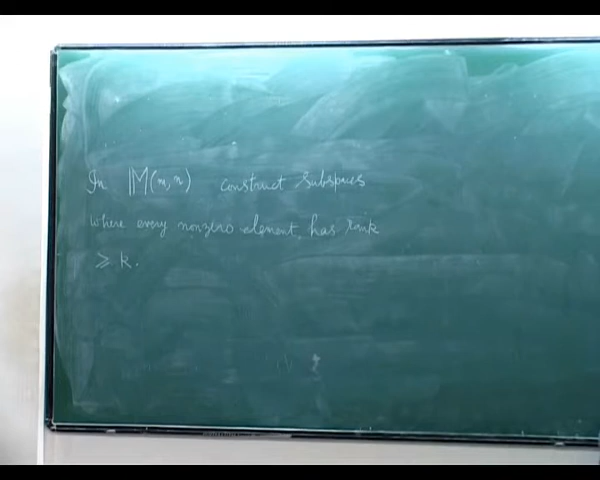 In 𝕄(m,n) construct subspaces
where every nonzero element has rank
≥ k.